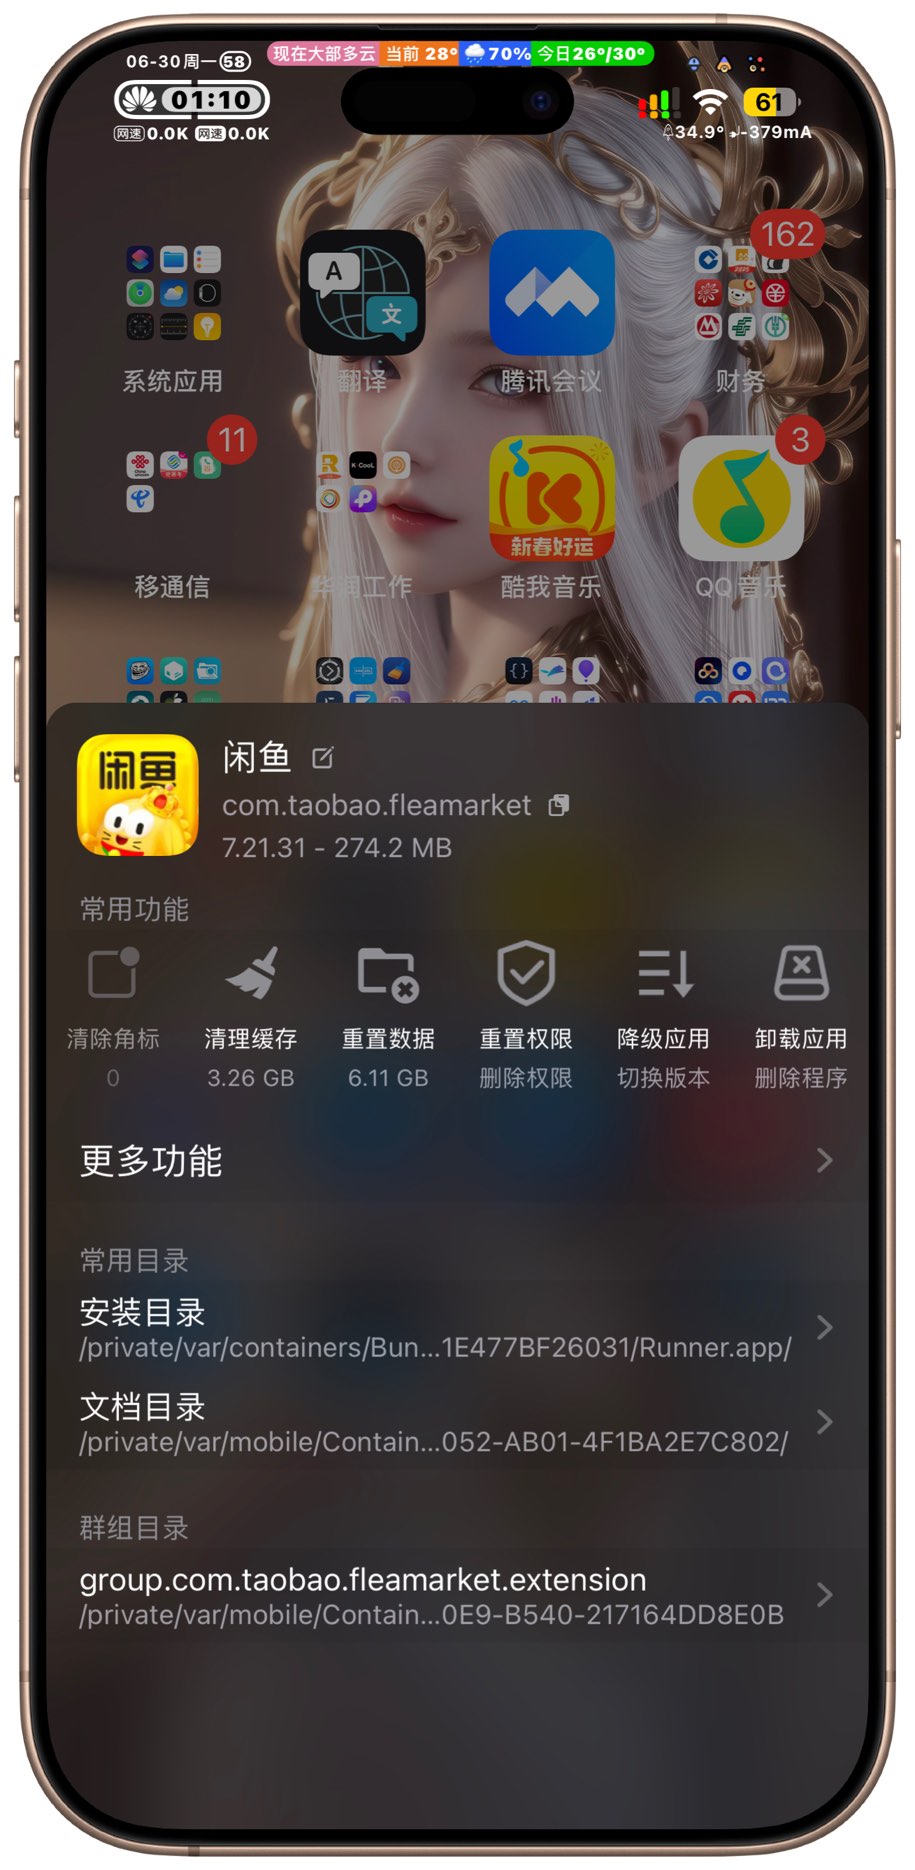 06-30周一58
现在大部多云 当前 28° 70% 今日26°/30°
01:10
61
网速0.0K 网速0.0K
34.9° -379mA
162
A
文
系统应用
翻译
腾讯会议
财务
11
3
K CooL
新春好运
移通信
华润工作
酷我音乐
QQ音乐
闲鱼
闲鱼
com.taobao.fleamarket
7.21.31 - 274.2 MB
常用功能
清除角标
清理缓存
重置数据
重置权限
降级应用
卸载应用
0
3.26 GB
6.11 GB
删除权限
切换版本
删除程序
更多功能
常用目录
安装目录
/private/var/containers/Bun...1E477BF26031/Runner.app/
文档目录
/private/var/mobile/Contain...052-AB01-4F1BA2E7C802/
群组目录
group.com.taobao.fleamarket.extension
/private/var/mobile/Contain...0E9-B540-217164DD8E0B